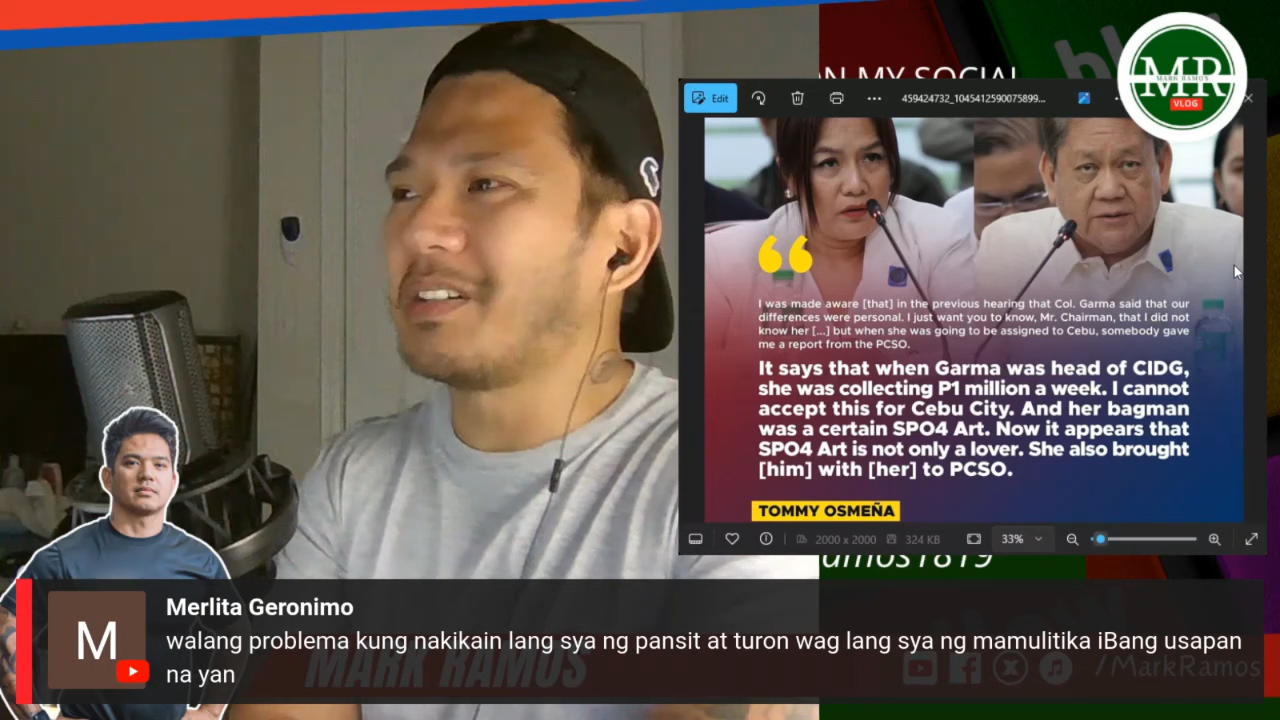 ON MY SOCIAL
MR
MARK RAMOS
VLOG
Edit
459424732_1045412590075899...
“
I was made aware [that] in the previous hearing that Col. Garma said that our
differences were personal. I just want you to know, Mr. Chairman, that I did not
know her [...] but when she was going to be assigned to Cebu, somebody gave
me a report from the PCSO.
It says that when Garma was head of CIDG,
she was collecting P1 million a week. I cannot
accept this for Cebu City. And her bagman
was a certain SPO4 Art. Now it appears that
SPO4 Art is not only a lover. She also brought
[him] with [her] to PCSO.
TOMMY OSMEÑA
2000 x 2000
324 KB
33%
M
Merlita Geronimo
walang problema kung nakikain lang sya ng pansit at turon wag lang sya ng mamulitika iBang usapan
na yan
MARK RAMOS
/MarkRamos